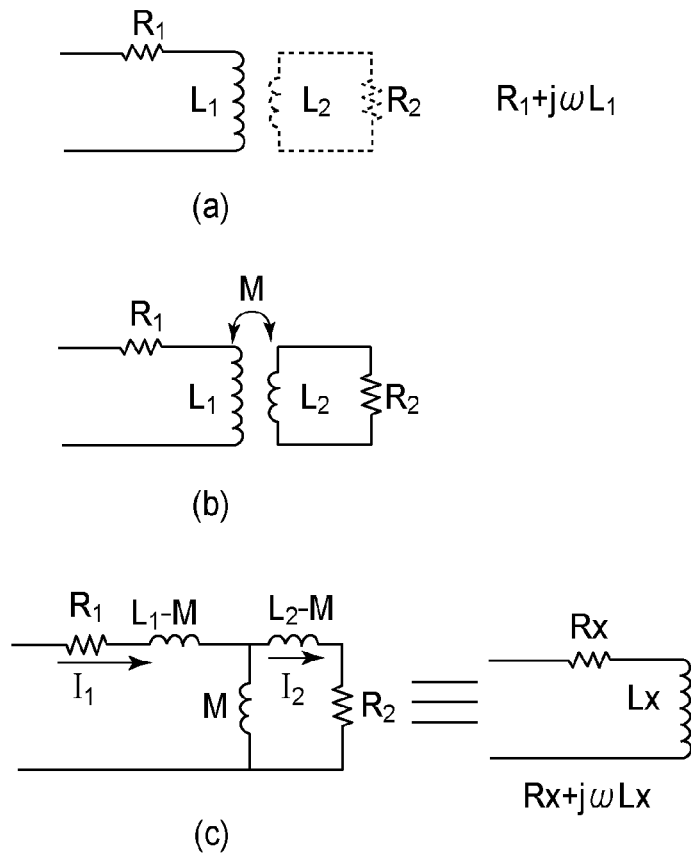 R₁
L₁ L₂ R₂ R₁+jωL₁
(a)
M
R₁
L₁ L₂ R₂
(b)
R₁ L₁-M L₂-M
I₁ M I₂ R₂
Rx
Lx
Rx+jωLx
(c)